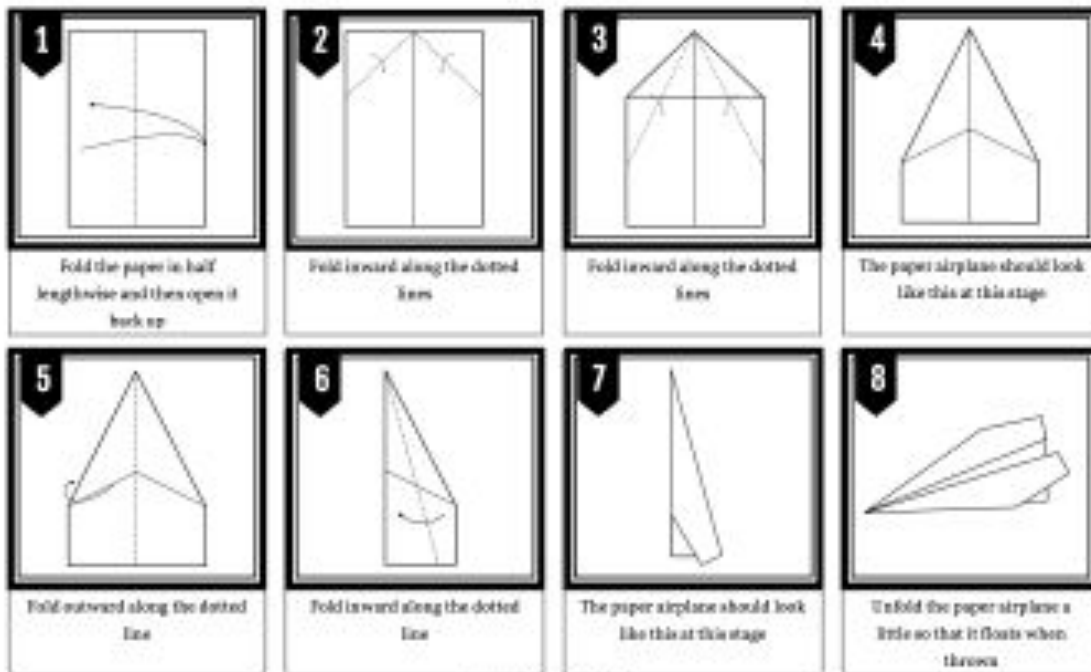 1
Fold the paper in half
lengthwise and then open it
back up
2
Fold inward along the dotted
lines
3
Fold inward along the dotted
lines
4
The paper airplane should look
like this at this stage
5
Fold outward along the dotted
line
6
Fold inward along the dotted
line
7
The paper airplane should look
like this at this stage
8
Unfold the paper airplane a
little so that it floats when
thrown